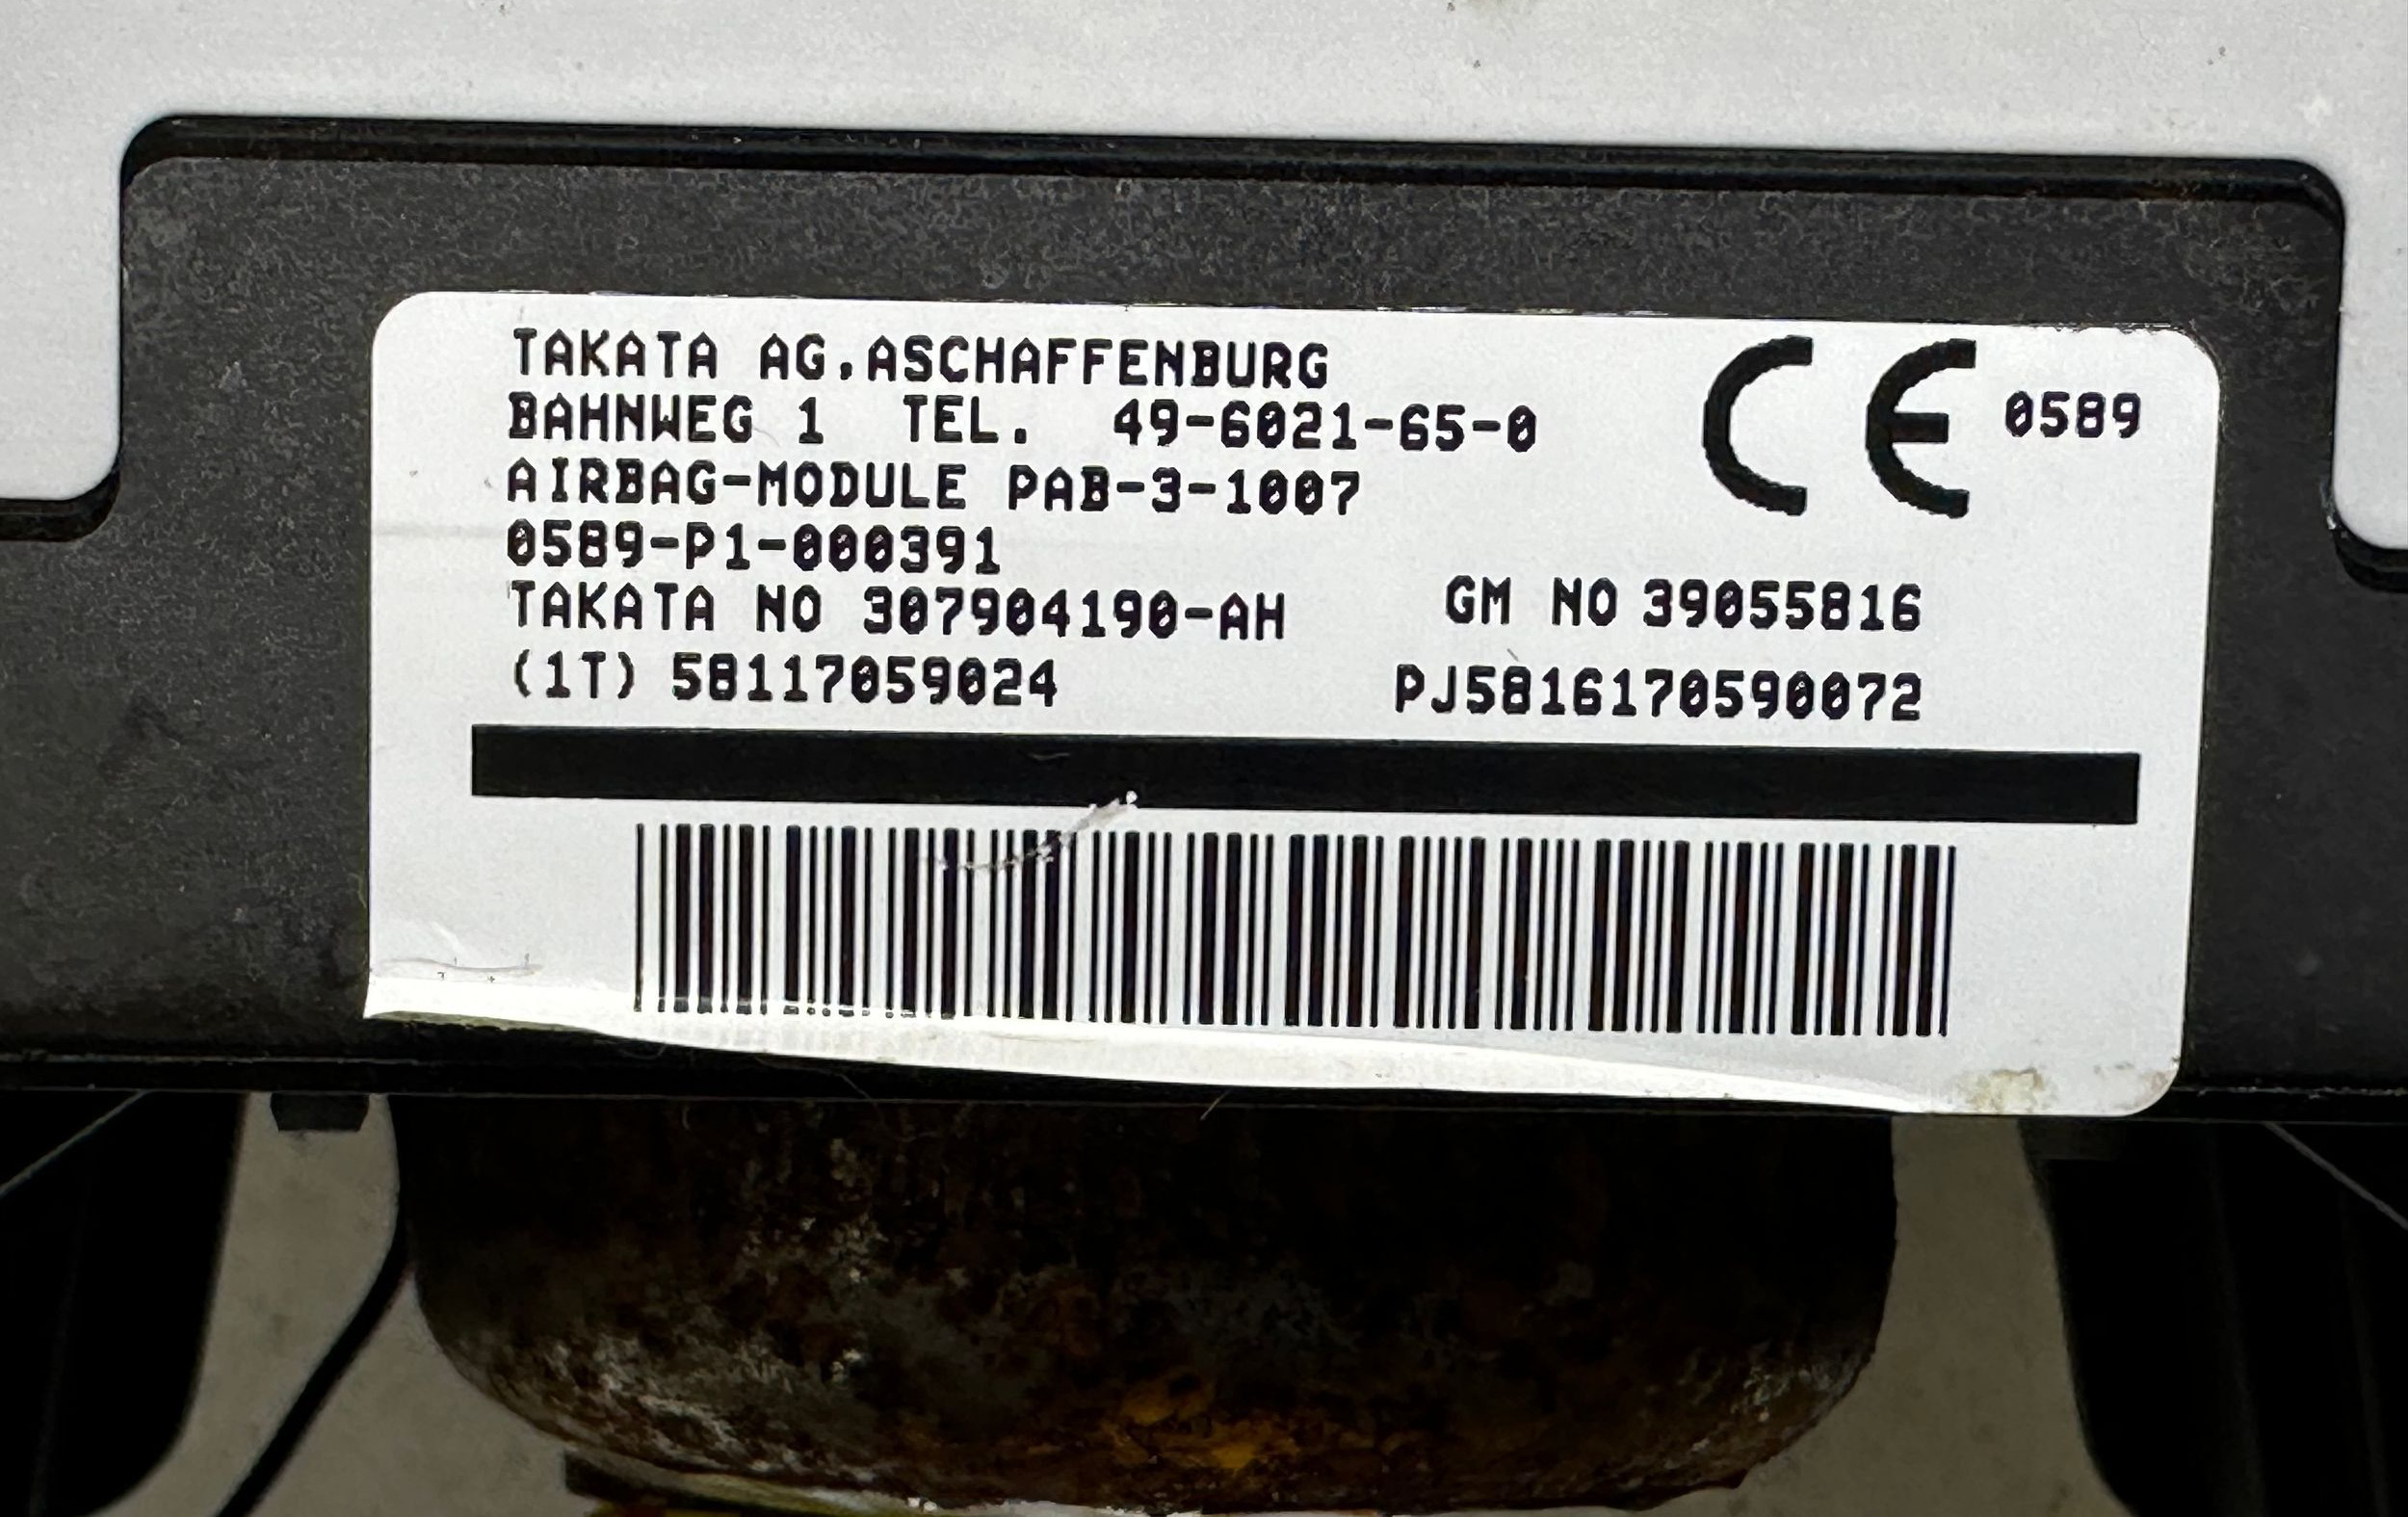 TAKATA AG.ASCHAFFENBURG
BAHNWEG 1 TEL. 49-6021-65-0
CE 0589
AIRBAG-MODULE PAB-3-1007
0589-P1-000391
TAKATA NO 307904190-AH GM NO 39055816
(1T) 58117059024 PJ5816170590072